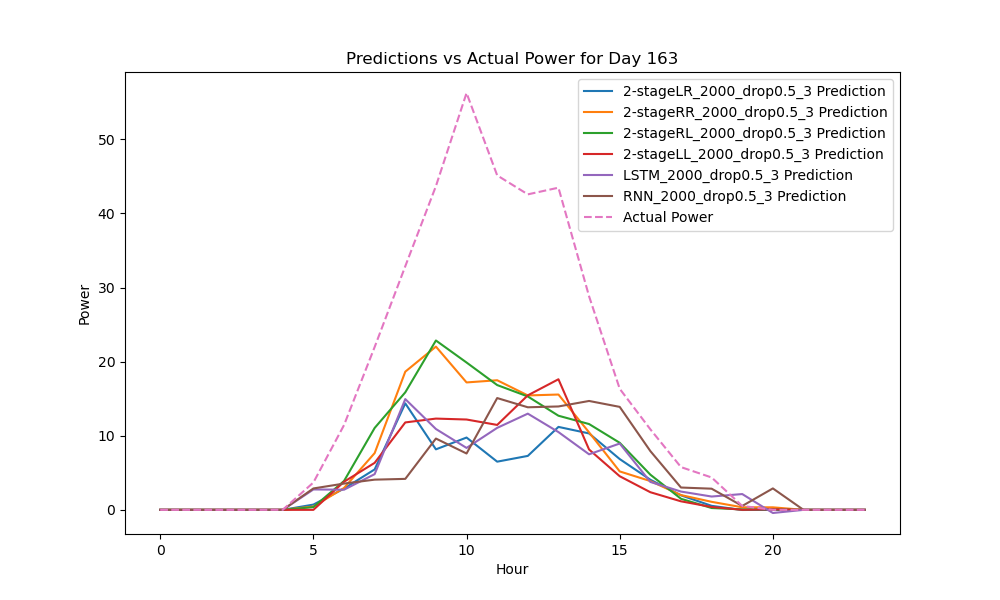 Predictions vs Actual Power for Day 163
2-stageLR_2000_drop0.5_3 Prediction
2-stageRR_2000_drop0.5_3 Prediction
2-stageRL_2000_drop0.5_3 Prediction
2-stageLL_2000_drop0.5_3 Prediction
LSTM_2000_drop0.5_3 Prediction
RNN_2000_drop0.5_3 Prediction
Actual Power
Power
50
40
30
20
10
0
0 5 10 15 20
Hour